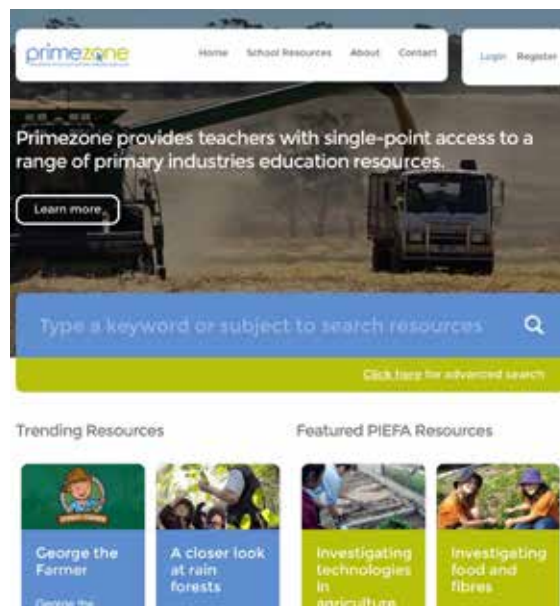 primezone
Home School Resources About Contact
Login Register
Primezone provides teachers with single-point access to a
range of primary industries education resources.
Learn more
Type a keyword or subject to search resources
Click here for advanced search
Trending Resources
Featured PIEFA Resources
George the
Farmer
George the
A closer look
at rain
forests
Investigating
technologies
in
agriculture
Investigating
food and
fibres